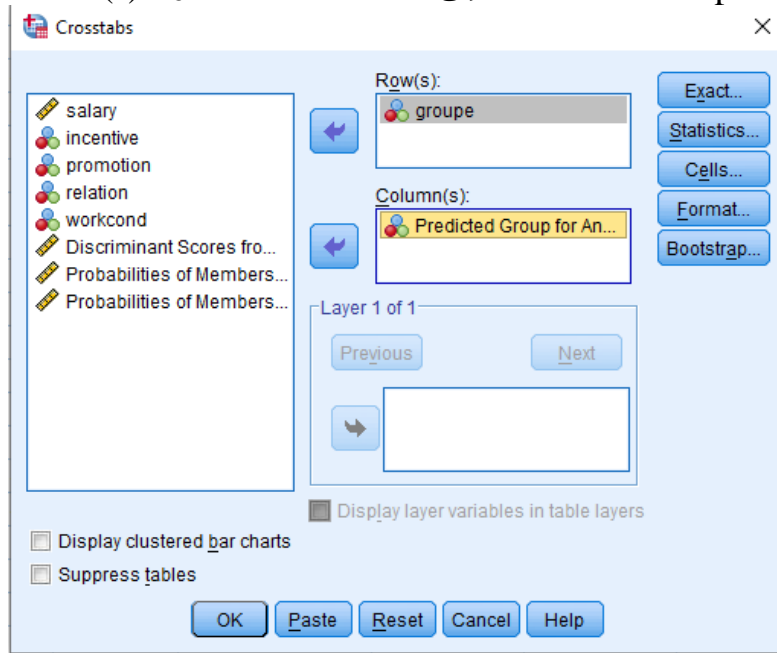 Crosstabs
salary
incentive
promotion
relation
workcond
Discriminant Scores fro...
Probabilities of Members...
Probabilities of Members...
Row(s):
groupe
Column(s):
Predicted Group for An...
Layer 1 of 1
Previous
Next
Display layer variables in table layers
Exact...
Statistics...
Cells...
Format...
Bootstrap...
Display clustered bar charts
Suppress tables
OK
Paste
Reset
Cancel
Help